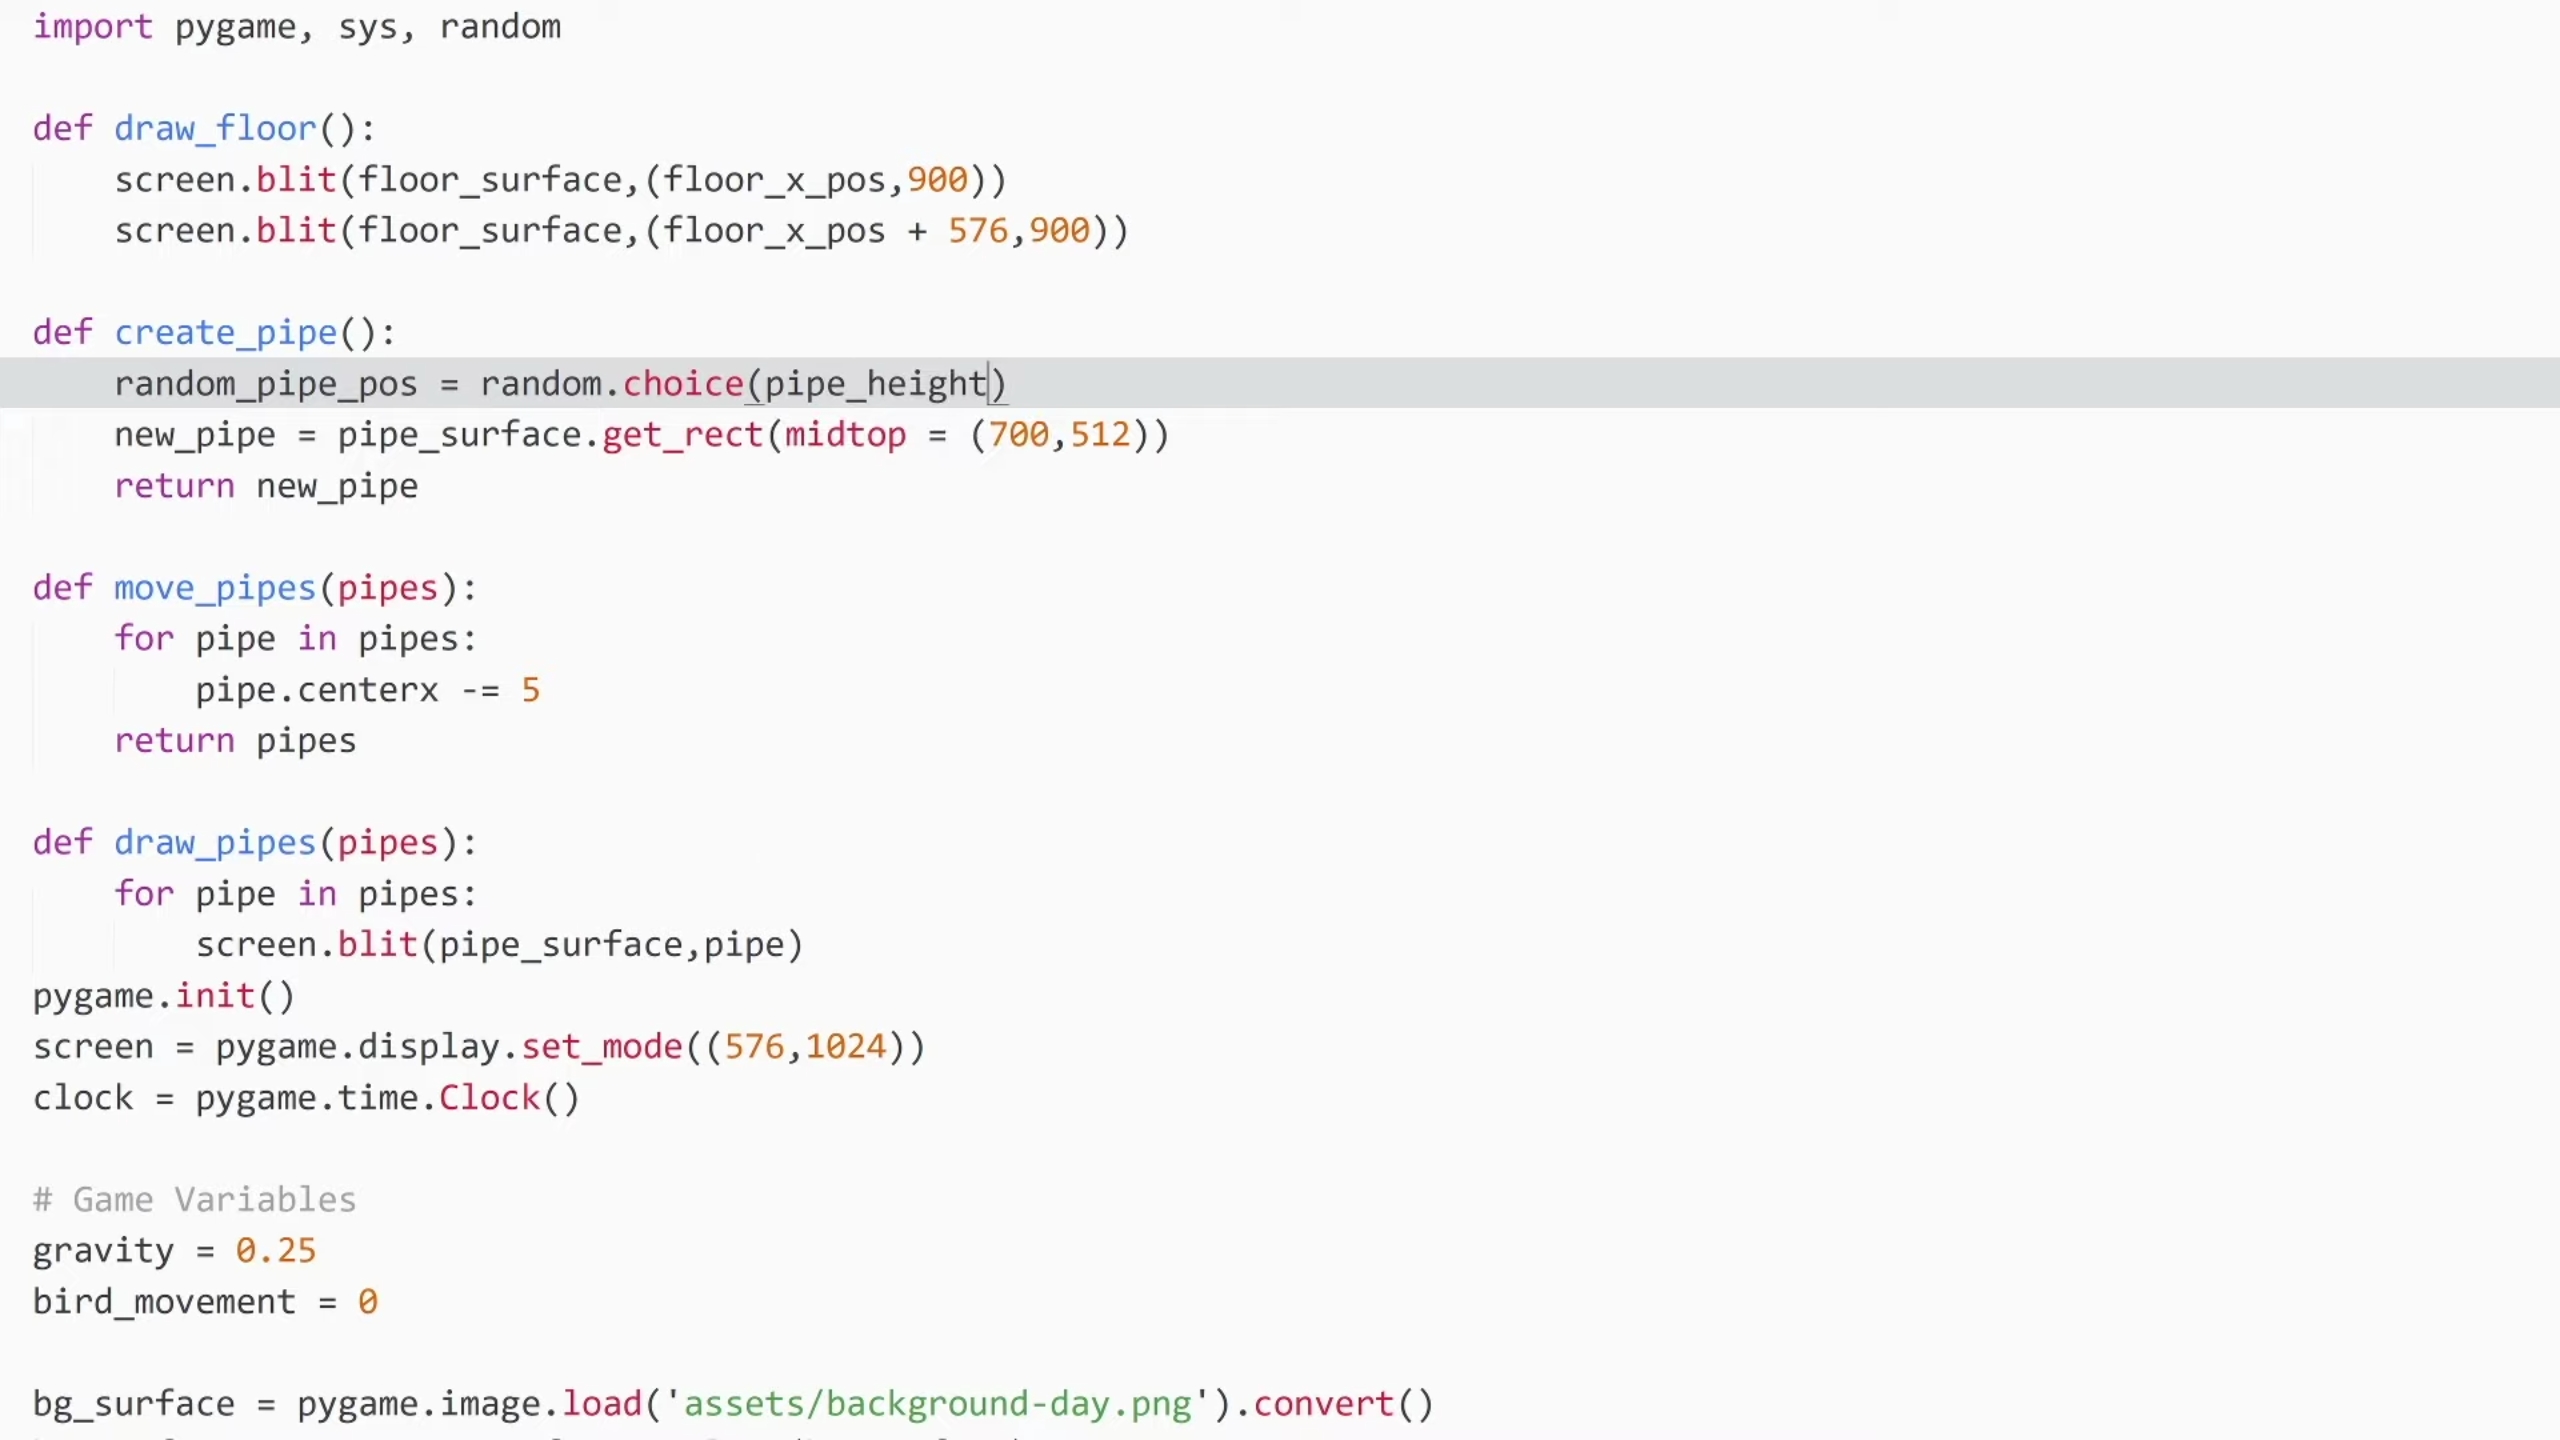 import pygame, sys, random
def draw_floor():
screen.blit(floor_surface,(floor_x_pos,900))
screen.blit(floor_surface,(floor_x_pos + 576,900))
def create_pipe():
random_pipe_pos = random.choice(pipe_height)
new_pipe = pipe_surface.get_rect(midtop = (700,512))
return new_pipe
def move_pipes(pipes):
for pipe in pipes:
pipe.centerx -= 5
return pipes
def draw_pipes(pipes):
for pipe in pipes:
screen.blit(pipe_surface,pipe)
pygame.init()
screen = pygame.display.set_mode((576,1024))
clock = pygame.time.Clock()
# Game Variables
gravity = 0.25
bird_movement = 0
bg_surface = pygame.image.load('assets/background-day.png').convert()